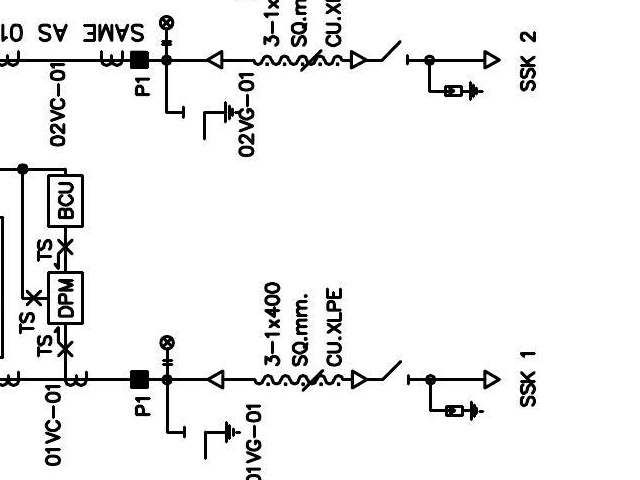 SAME AS 01
3-1x
SQ.m
CU.XL
SSK 2
P1
02VC-01
02VG-01
BCU
TS
DPM
TS
TS
3-1x400
SQ.mm.
CU.XLPE
SSK 1
P1
01VC-01
01VG-01